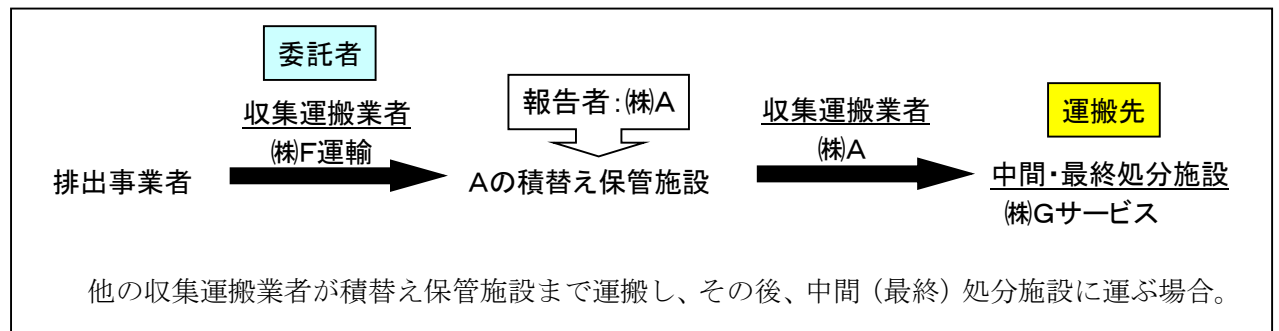 委託者
収集運搬業者
㈱F運輸
報告者:㈱A
収集運搬業者
㈱A
運搬先
排出事業者
Aの積替え保管施設
中間・最終処分施設
㈱Gサービス
他の収集運搬業者が積替え保管施設まで運搬し、その後、中間（最終）処分施設に運ぶ場合。